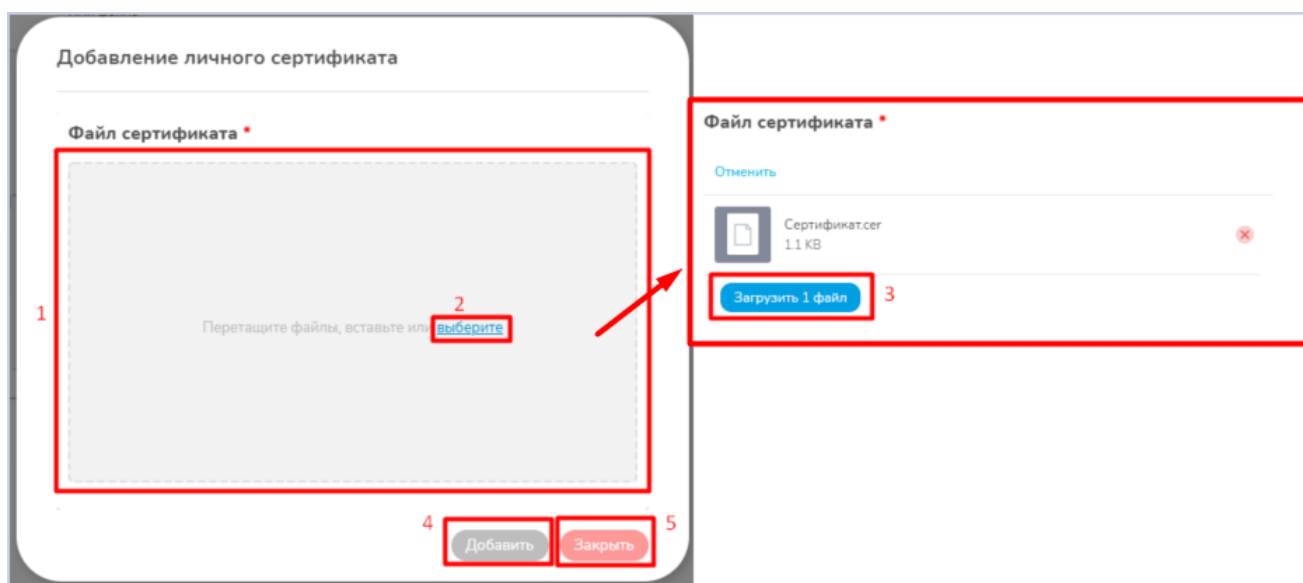 Добавление личного сертификата
Файл сертификата *
1
2
Перетащите файлы, вставьте или выберите
4
Добавить
Закрыть
5
Файл сертификата *
Отменить
Сертификат.cer
1.1 KB
Загрузить 1 файл
3